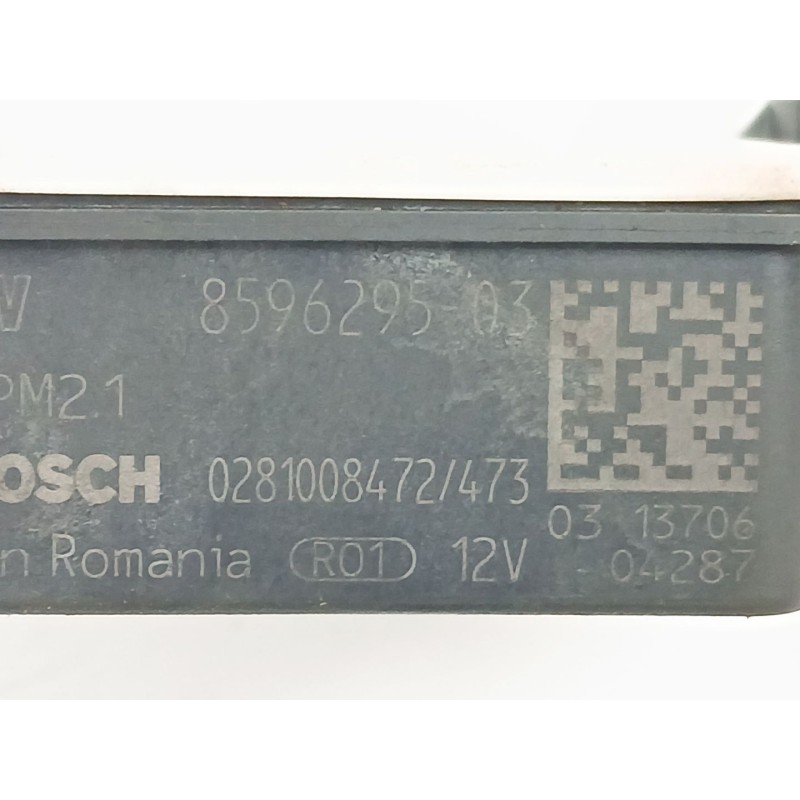 W 8596295-03
PM2.1
OSCH 0281008472/473
03 13706
n Romania R01 12V
04287